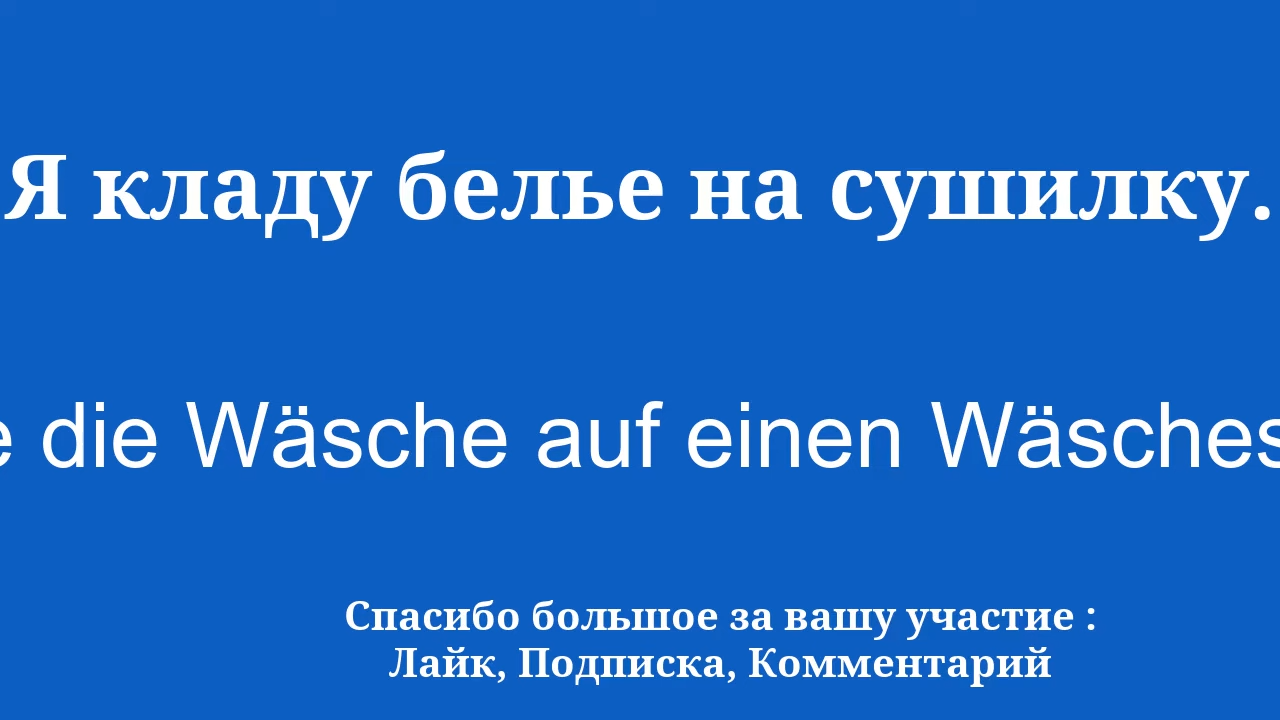 Я кладу белье на сушилку.
die Wäsche auf einen
Спасибо большое за вашу участие :
Лайк, Подписка, Комментарий